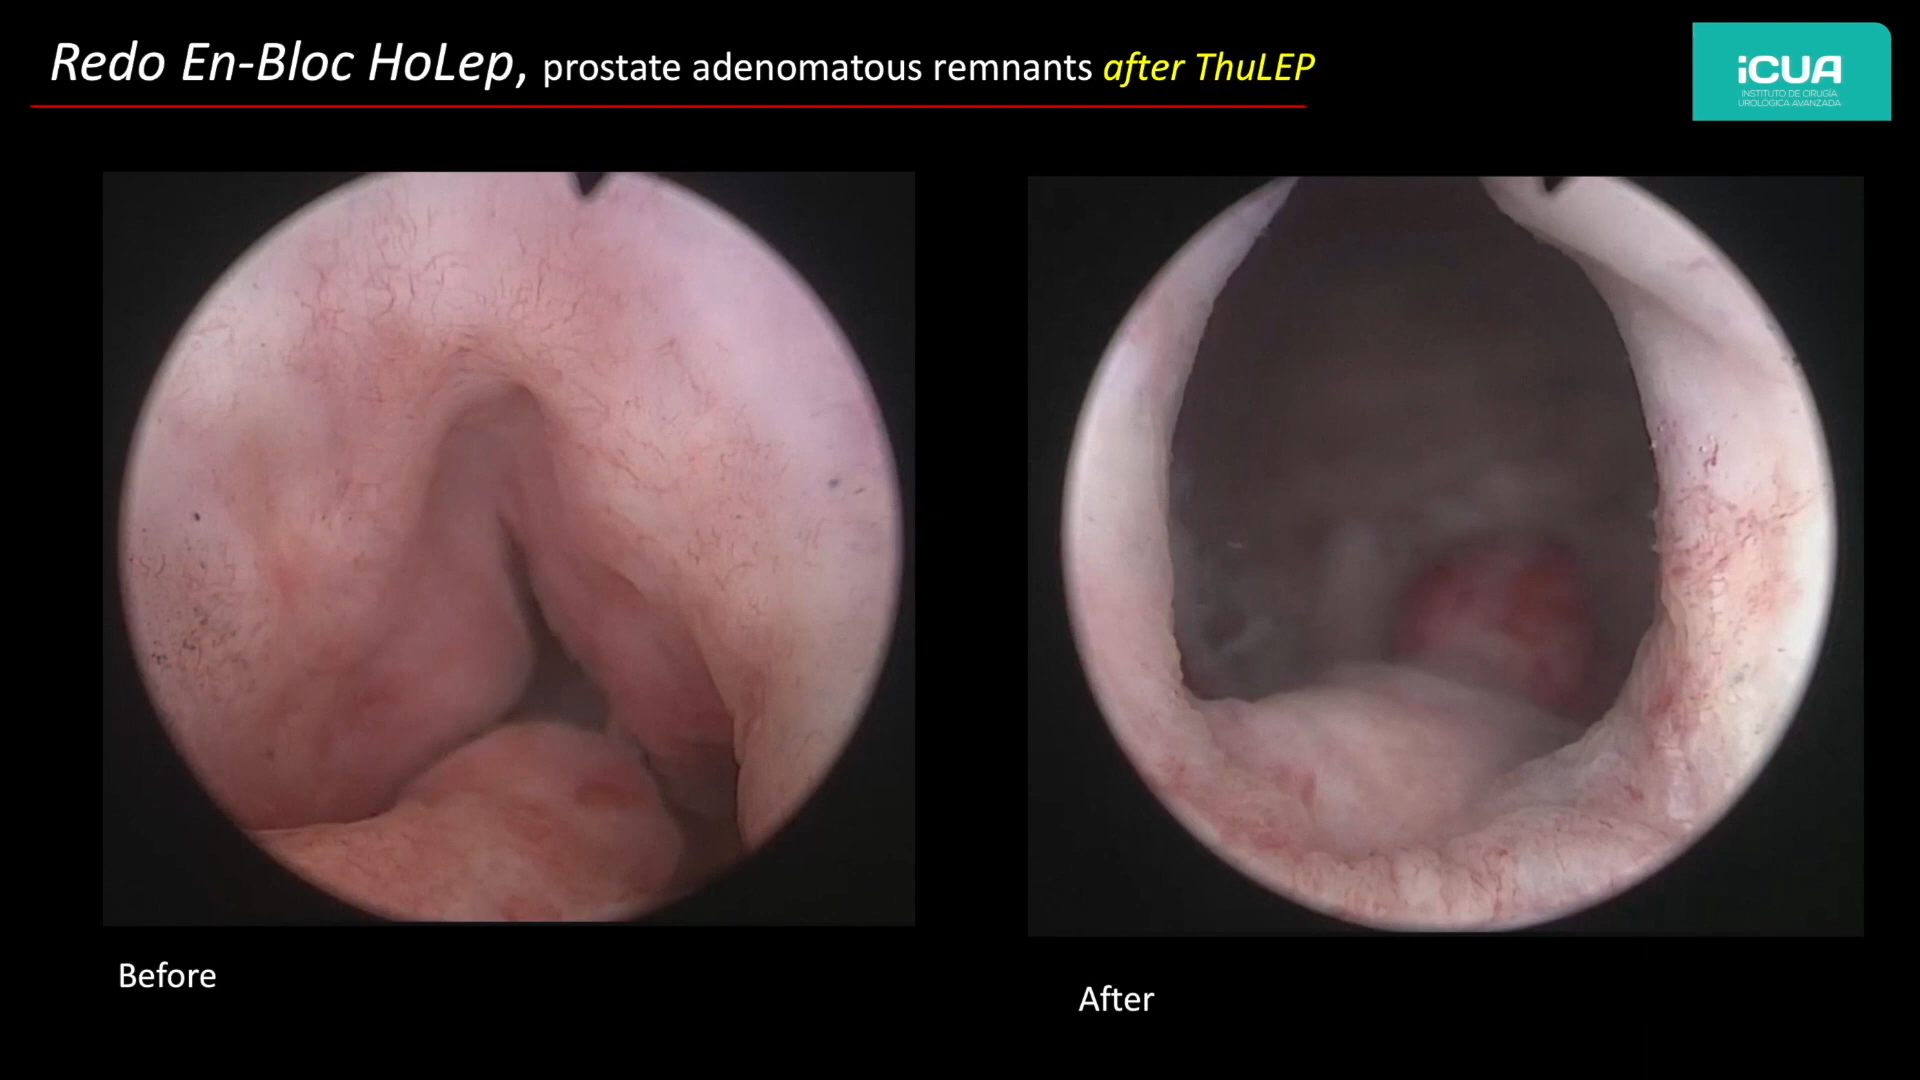 Redo En-Bloc HoLep, prostate adenomatous remnants after ThuLEP
iCUA
INSTITUTO DE CIRUGÍA
UROLÓGICA AVANZADA
Before
After